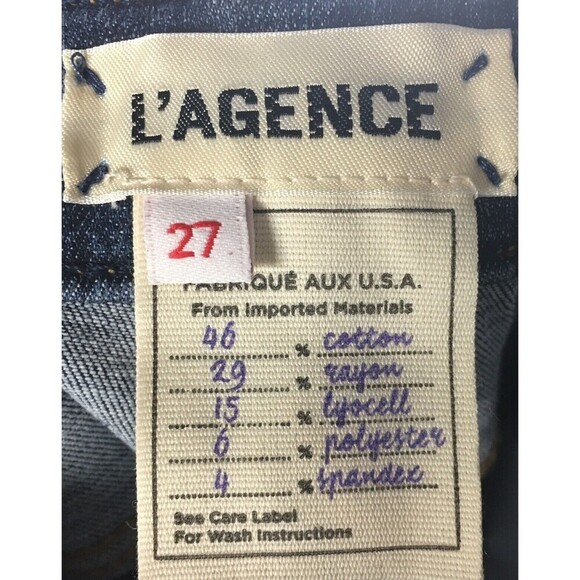 L'AGENCE
27
FABRIQUÉ AUX U.S.A.
From Imported Materials
46 % cotton
29 % rayon
15 % lyocell
6 % polyester
4 % spandex
See Care Label
For Wash Instructions